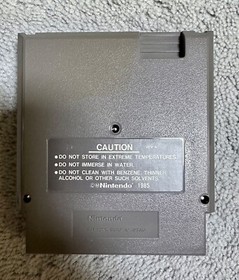 CAUTION
● DO NOT STORE IN EXTREME TEMPERATURES.
● DO NOT IMMERSE IN WATER.
● DO NOT CLEAN WITH BENZENE, THINNER,
ALCOHOL OR OTHER SUCH SOLVENTS.
©Nintendo 1985
Nintendo